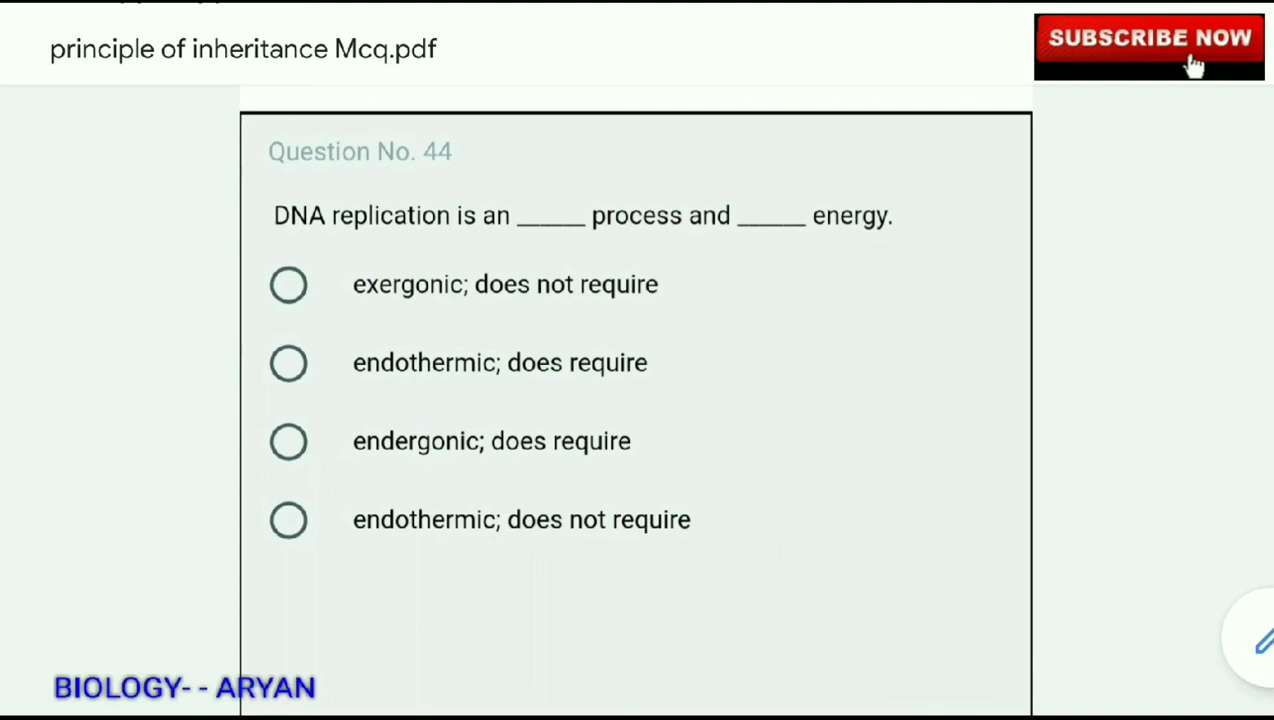 principle of inheritance Mcq.pdf
SUBSCRIBE NOW
Question No. 44
DNA replication is an ______ process and ______ energy.
exergonic; does not require
endothermic; does require
endergonic; does require
endothermic; does not require
BIOLOGY- - ARYAN